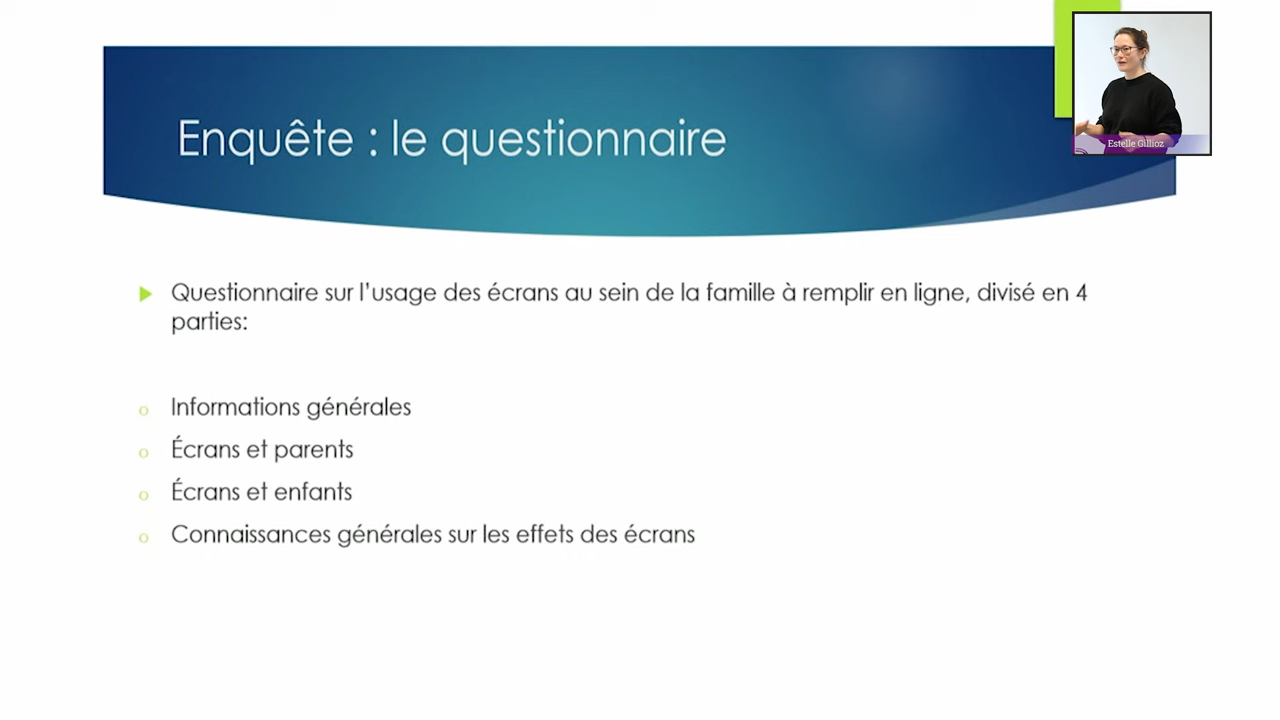 Enquête : le questionnaire
Estelle Gillioz
Questionnaire sur l'usage des écrans au sein de la famille à remplir en ligne, divisé en 4
parties:
Informations générales
Écrans et parents
Écrans et enfants
Connaissances générales sur les effets des écrans